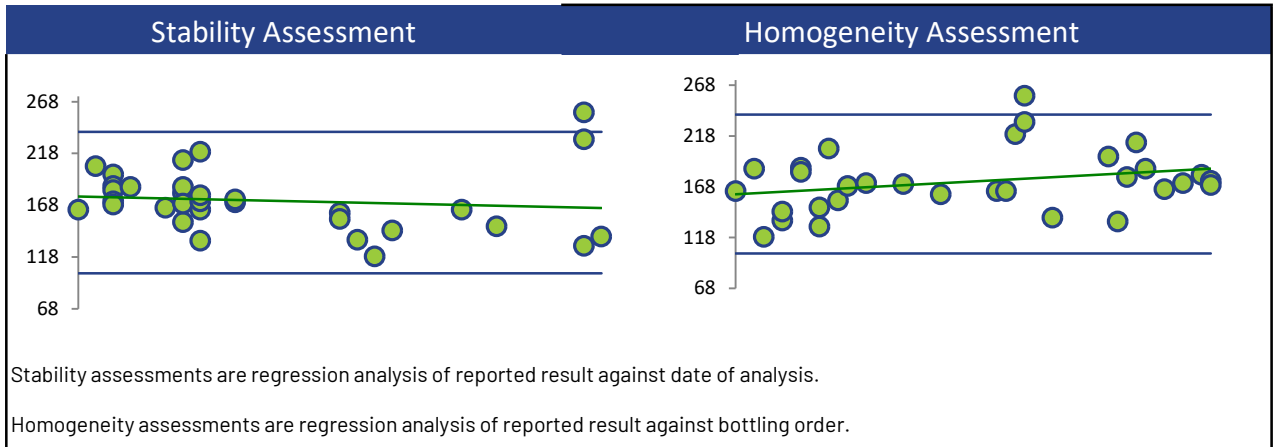 Stability Assessment
Homogeneity Assessment
268
218
168
118
68
268
218
168
118
68
Stability assessments are regression analysis of reported result against date of analysis.
Homogeneity assessments are regression analysis of reported result against bottling order.